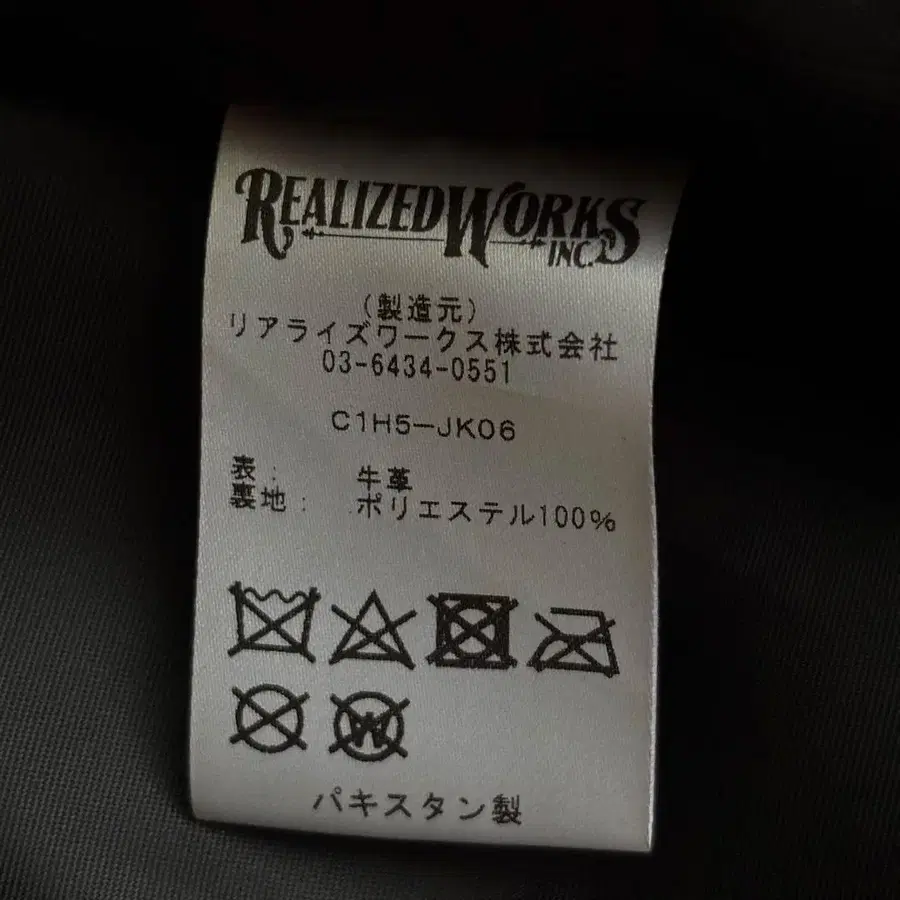 REALIZEDWORKS
INC.
(製造元)
リアライズワークス株式会社
03-6434-0551
C1H5-JK06
表: 牛革
裏地: ポリエステル100%
W
パキスタン製